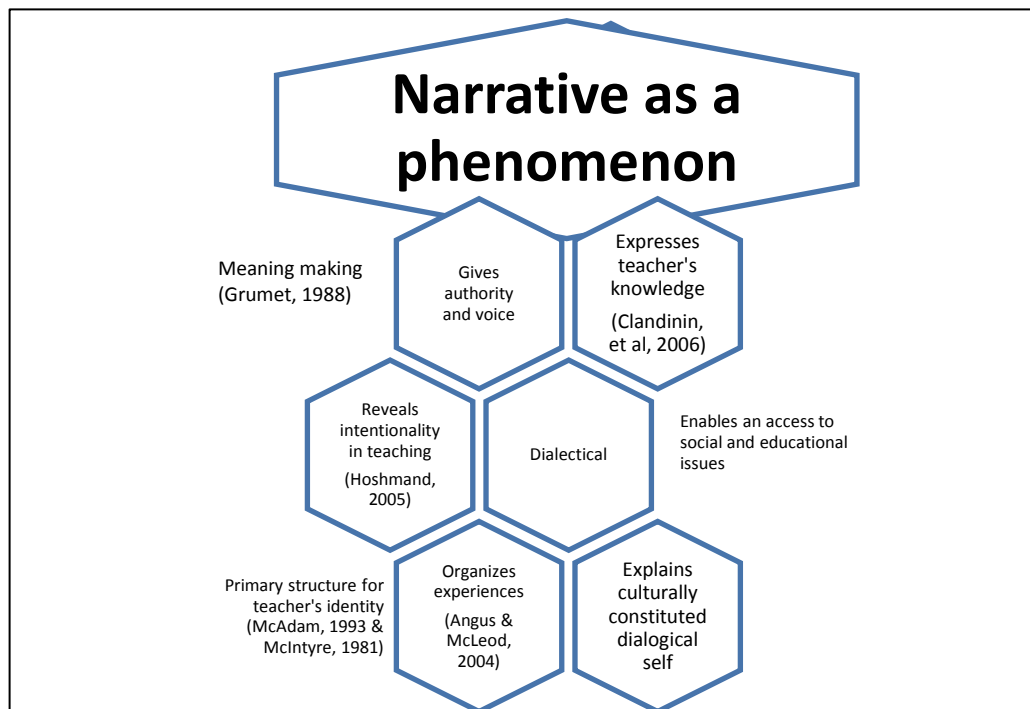 Narrative as a
phenomenon
Meaning making
(Grumet, 1988)
Gives
authority
and voice
Expresses
teacher's
knowledge
(Clandinin,
et al, 2006)
Reveals
intentionality
in teaching
(Hoshmand,
2005)
Dialectical
Enables an access to
social and educational
issues
Primary structure for
teacher's identity
(McAdam, 1993 &
McIntyre, 1981)
Organizes
experiences
(Angus &
McLeod,
2004)
Explains
culturally
constituted
dialogical
self